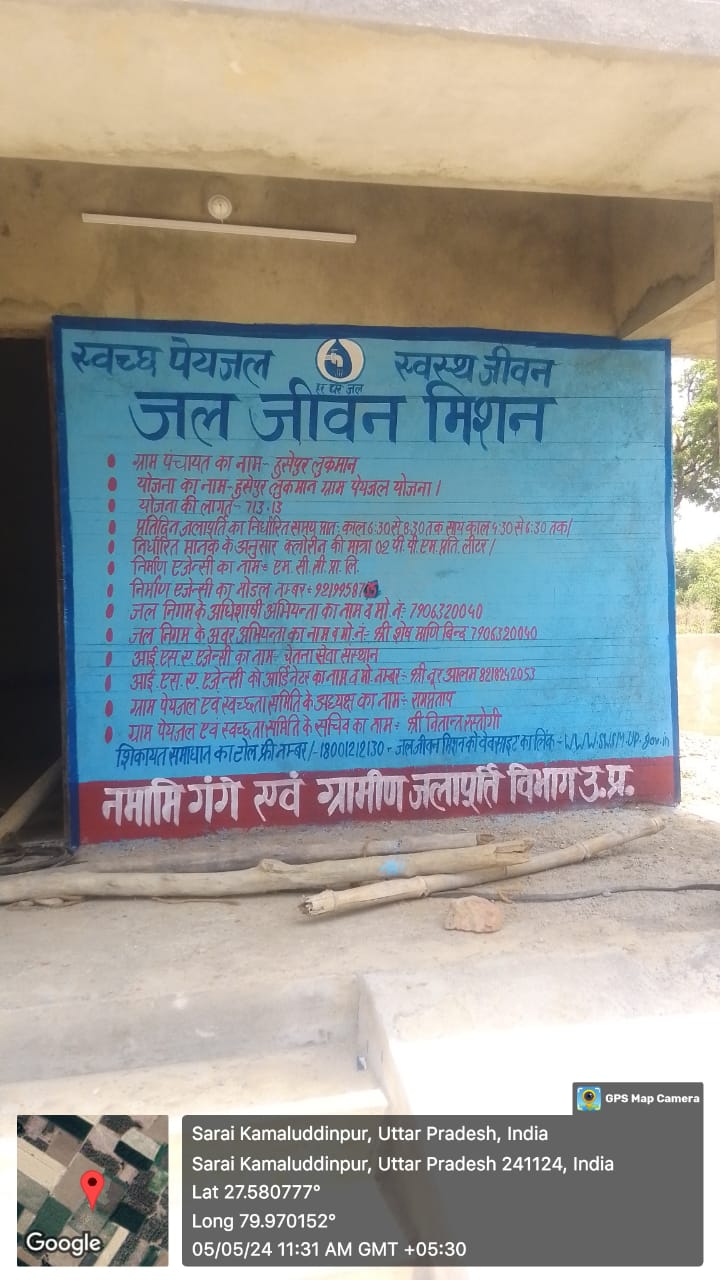 स्वच्छ पेयजल स्वस्थ जीवन
हर घर जल
जल जीवन मिशन
ग्राम पंचायत का नाम- हुसेपुर लुकमान
योजना का नाम- हुसेपुर लुकमान ग्राम पेयजल योजना।
योजना की लागत- 713.13
प्रतिदिन जलापूर्ति का निर्धारित समय प्रातः काल 6:30 से 8:30 तक सायं काल 4:30 से 6:30 तक/
निर्धारित मानक के अनुसार क्लोरीन की मात्रा 02 पी.पी.एम. प्रति. लीटर/
निर्माण एजेन्सी का नाम:- एम. सी. सी. प्रा. लि.
निर्माण एजेन्सी का मोबल नम्बर:- 9219958
जल निगम के अधिशाषी अभियन्ता का नाम व मो. नं:- 7906320040
जल निगम के अवर अभियन्ता का नाम व मो. नं:- श्री शेष मणि बिन्द 7906320040
आई. एस. ए. एजेन्सी का नाम:- चेतना सेवा संस्थान
आई. एस. ए. एजेन्सी को आर्डिनेटर का नाम व मो. नम्बर:- श्री नूर आलम 8218242053
ग्राम पेयजल एवं स्वच्छता समिति के अध्यक्ष का नाम:- रामप्रताप
ग्राम पेयजल एवं स्वच्छता समिति के सचिव का नाम:- श्री रस्तोगी
शिकायत समाधान का टोल फ्री नम्बर/- 18001212130 - जल जीवन मिशन की वेबसाइट का लिंक - WWW.SWSM.UP.gov.in
नमामि गंगे एवं ग्रामीण जलापूर्ति विभाग उ.प्र.
GPS Map Camera
Sarai Kamaluddinpur, Uttar Pradesh, India
Sarai Kamaluddinpur, Uttar Pradesh 241124, India
Lat 27.580777°
Long 79.970152°
05/05/24 11:31 AM GMT +05:30
Google